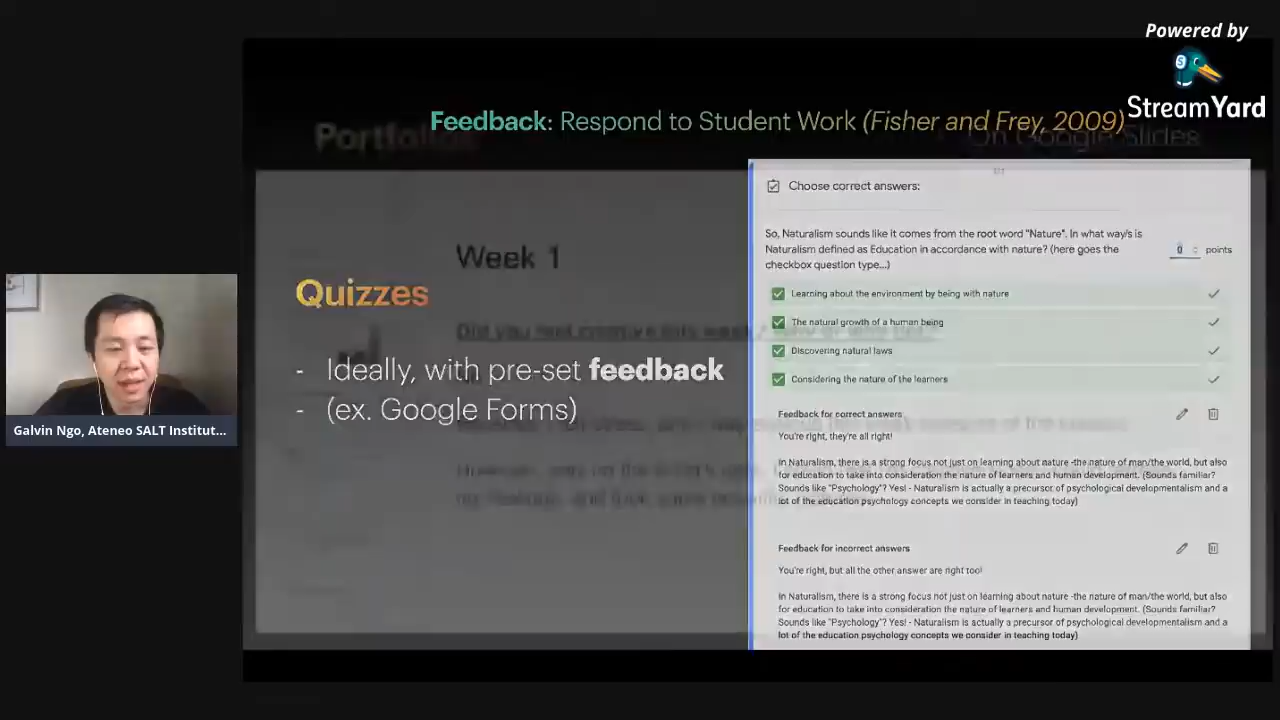 Powered by
StreamYard
Feedback: Respond to Student Work (Fisher and Frey, 2009)
On Google Slides
Week 1
Quizzes
- Ideally, with pre-set feedback
- (ex. Google Forms)
Choose correct answers:
So, Naturalism sounds like it comes from the root word "Nature". In what way/s is
Naturalism defined as Education in accordance with nature? (here goes the
checkbox question type...)
0 points
Learning about the environment by being with nature
The natural growth of a human being
Discovering natural laws
Considering the nature of the learners
Feedback for correct answers
You're right, they're all right!
In Naturalism, there is a strong focus not just on learning about nature -the nature of man/the world, but also
for education to take into consideration the nature of learners and human development. (Sounds familiar?
Sounds like "Psychology"? Yes! - Naturalism is actually a precursor of psychological developmentalism and a
lot of the education psychology concepts we consider in teaching today)
Feedback for incorrect answers
You're right, but all the other answer are right too!
In Naturalism, there is a strong focus not just on learning about nature -the nature of man/the world, but also
for education to take into consideration the nature of learners and human development. (Sounds familiar?
Sounds like "Psychology"? Yes! - Naturalism is actually a precursor of psychological developmentalism and a
lot of the education psychology concepts we consider in teaching today)
Galvin Ngo, Ateneo SALT Institut...